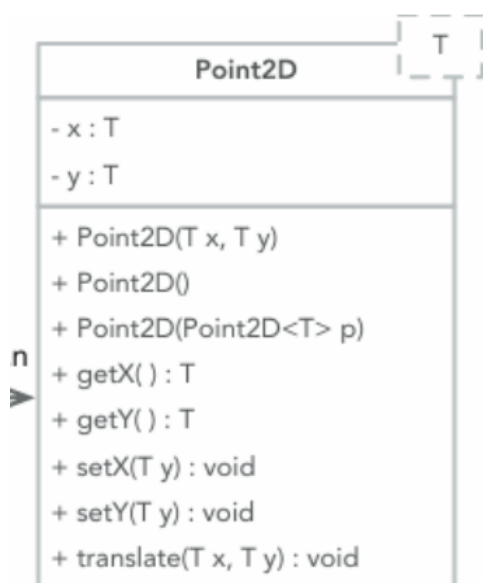 T
Point2D
- x : T
- y : T
+ Point2D(T x, T y)
+ Point2D()
+ Point2D(Point2D<T> p)
n
+ getX( ) : T
+ getY( ) : T
+ setX(T y) : void
+ setY(T y) : void
+ translate(T x, T y) : void